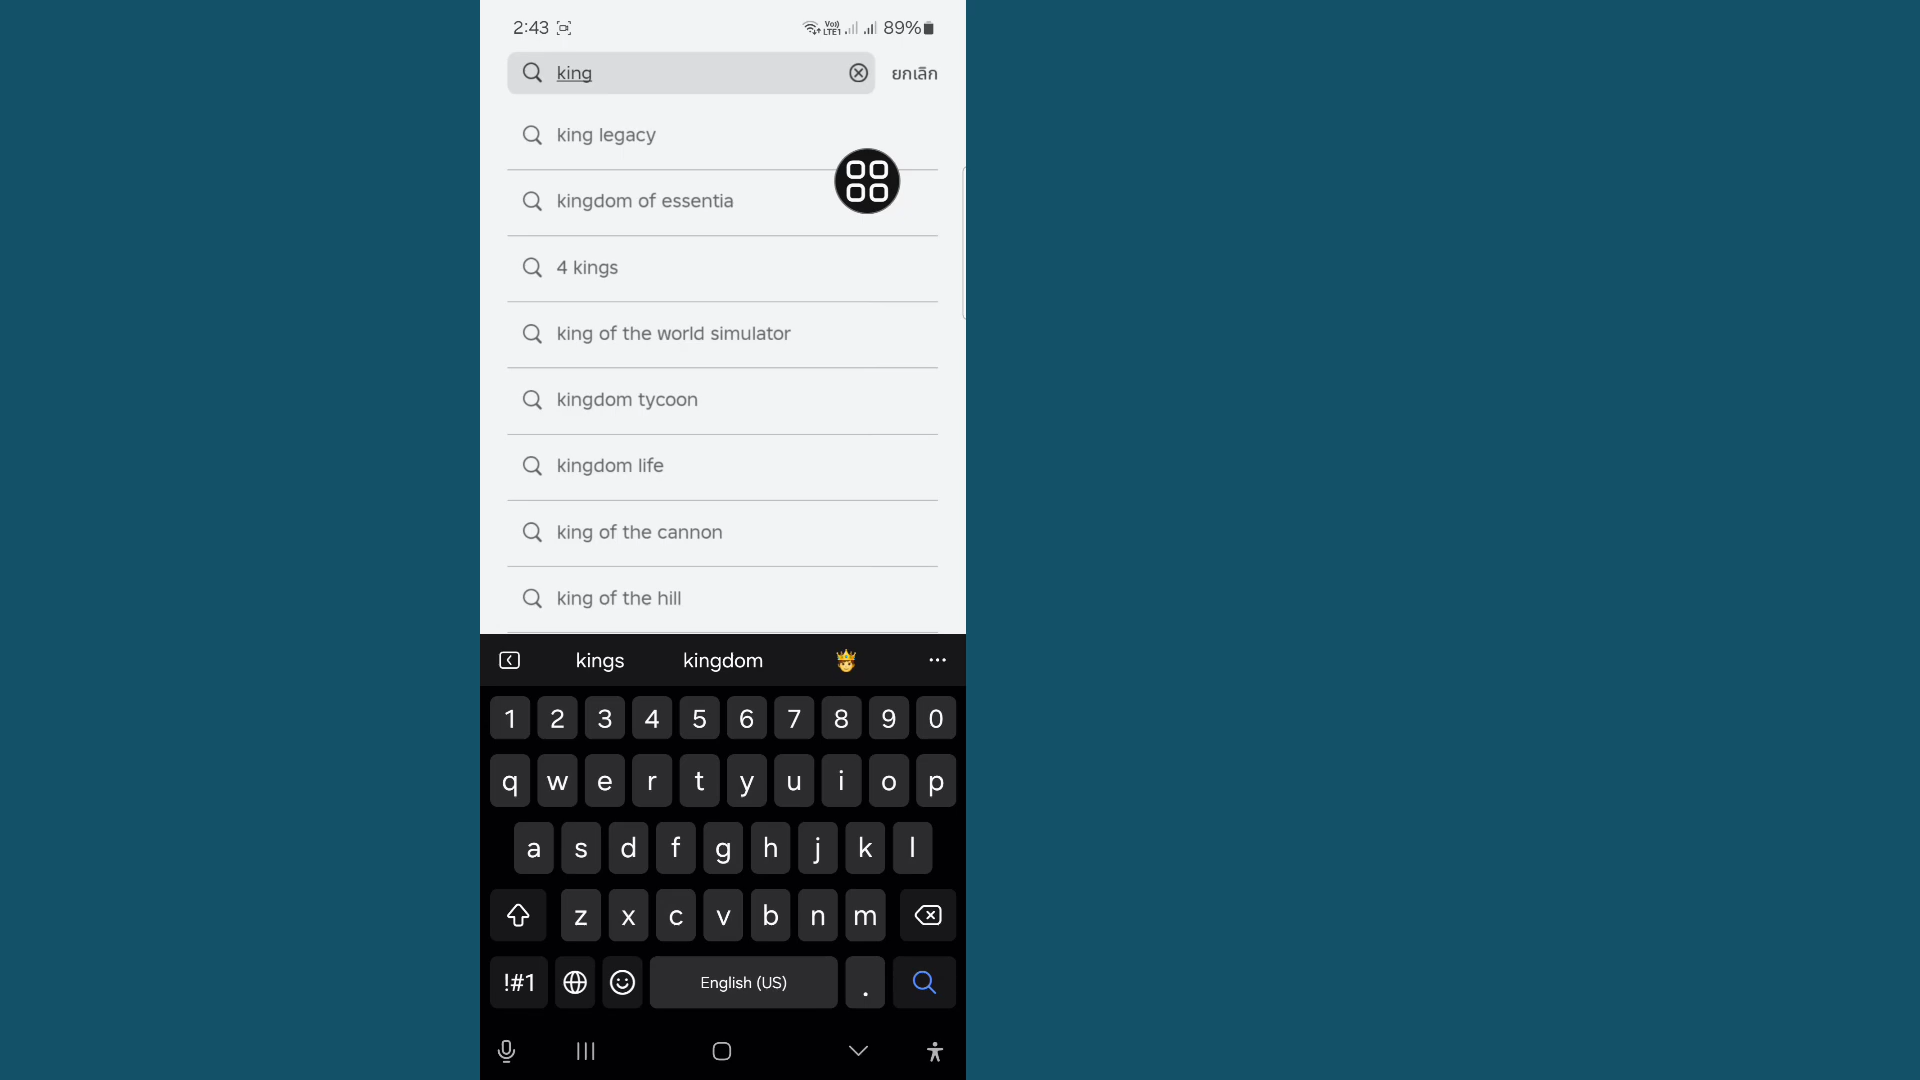 2:43 Vo)) LTE1 89%
king ยกเลิก
king legacy
kingdom of essentia
4 kings
king of the world simulator
kingdom tycoon
kingdom life
king of the cannon
king of the hill
kings kingdom
1 2 3 4 5 6 7 8 9 0
q w e r t y u i o p
a s d f g h j k l
z x c v b n m
!#1 English (US) .